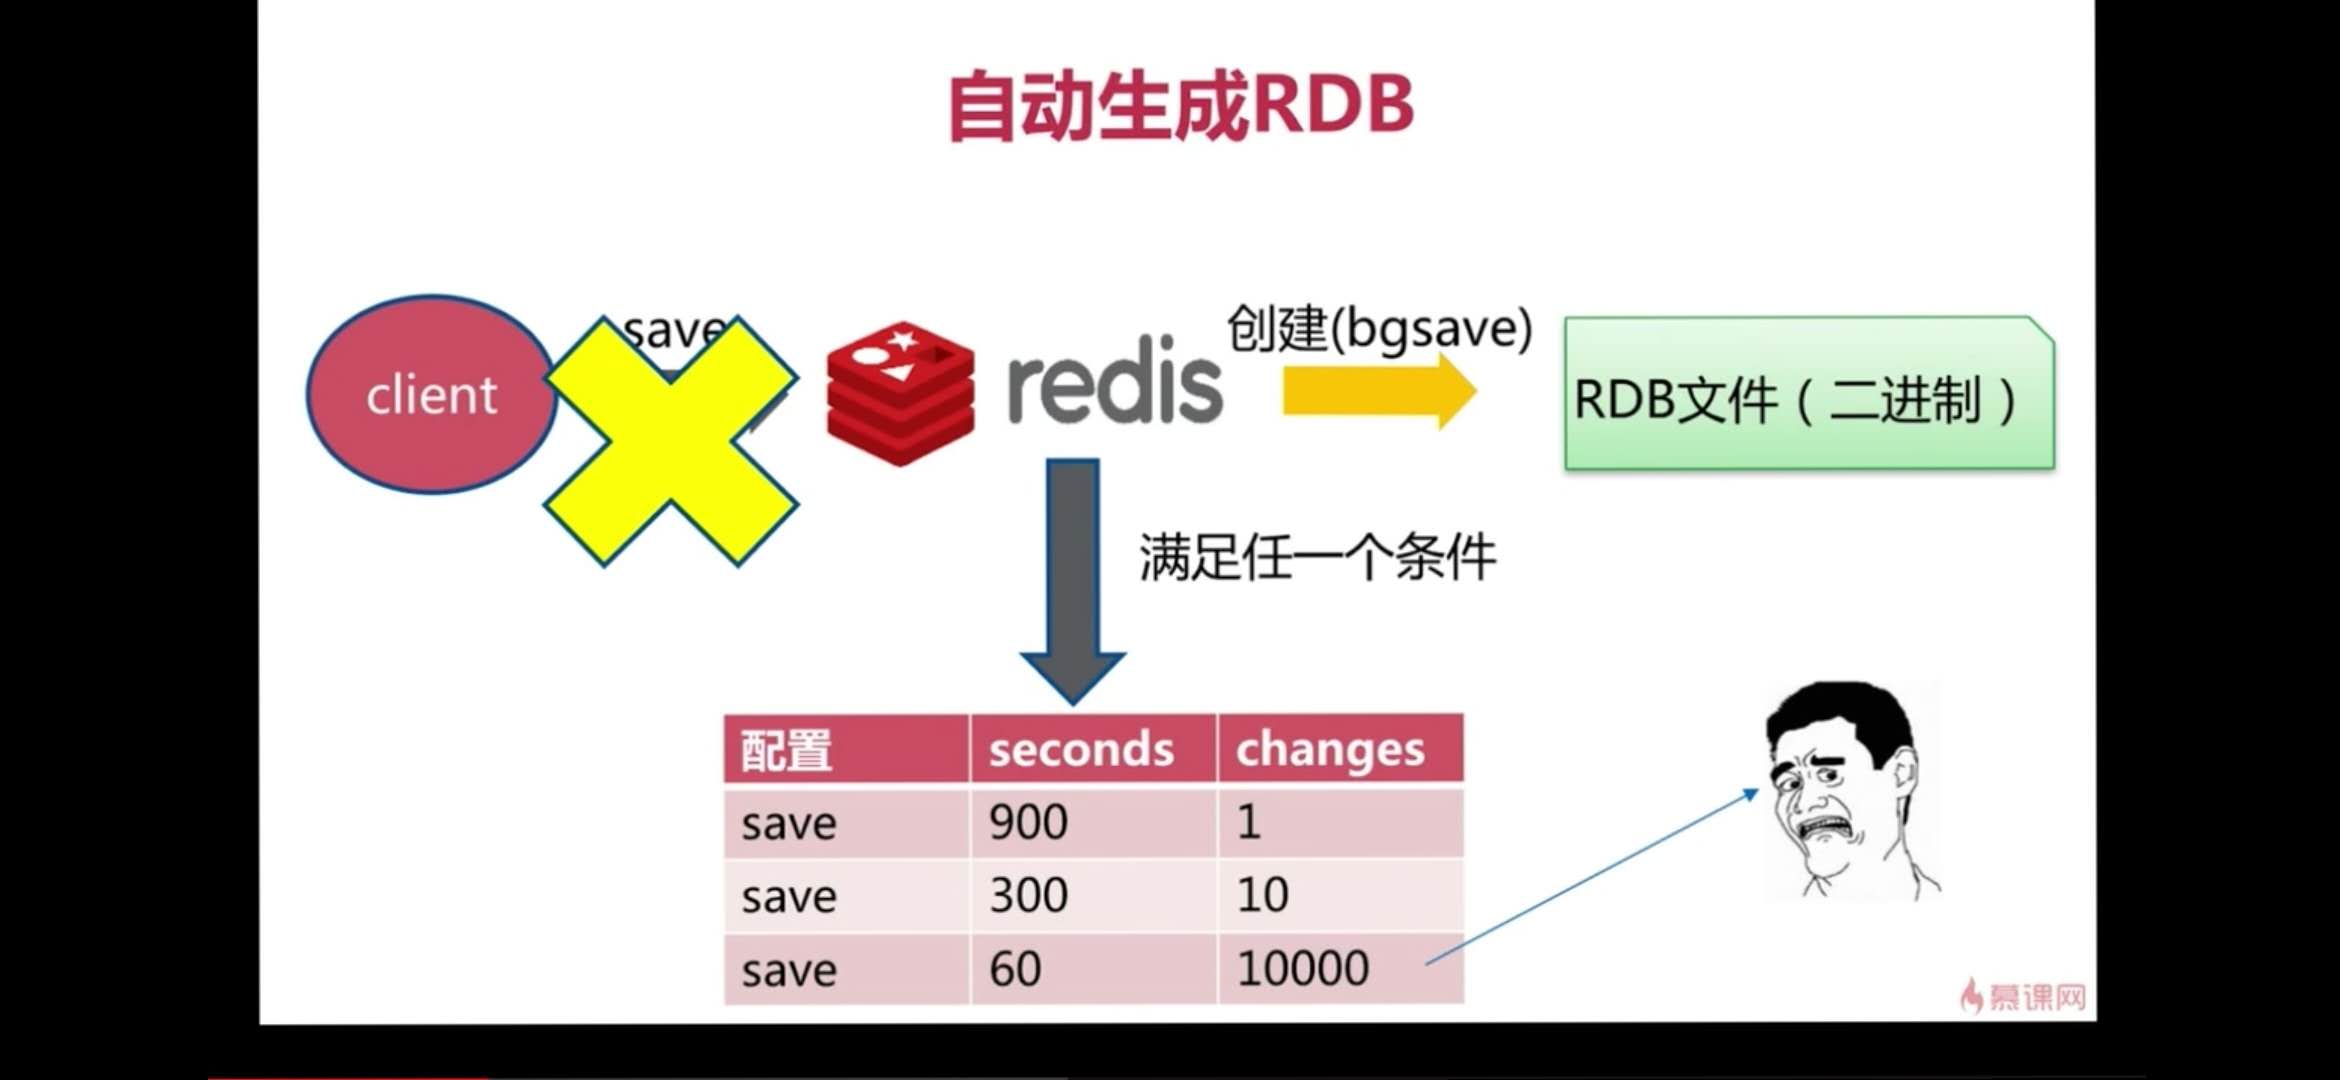 自动生成RDB
client
save
redis
创建(bgsave)
RDB文件（二进制）
满足任一个条件
配置 seconds changes
save 900 1
save 300 10
save 60 10000
慕课网